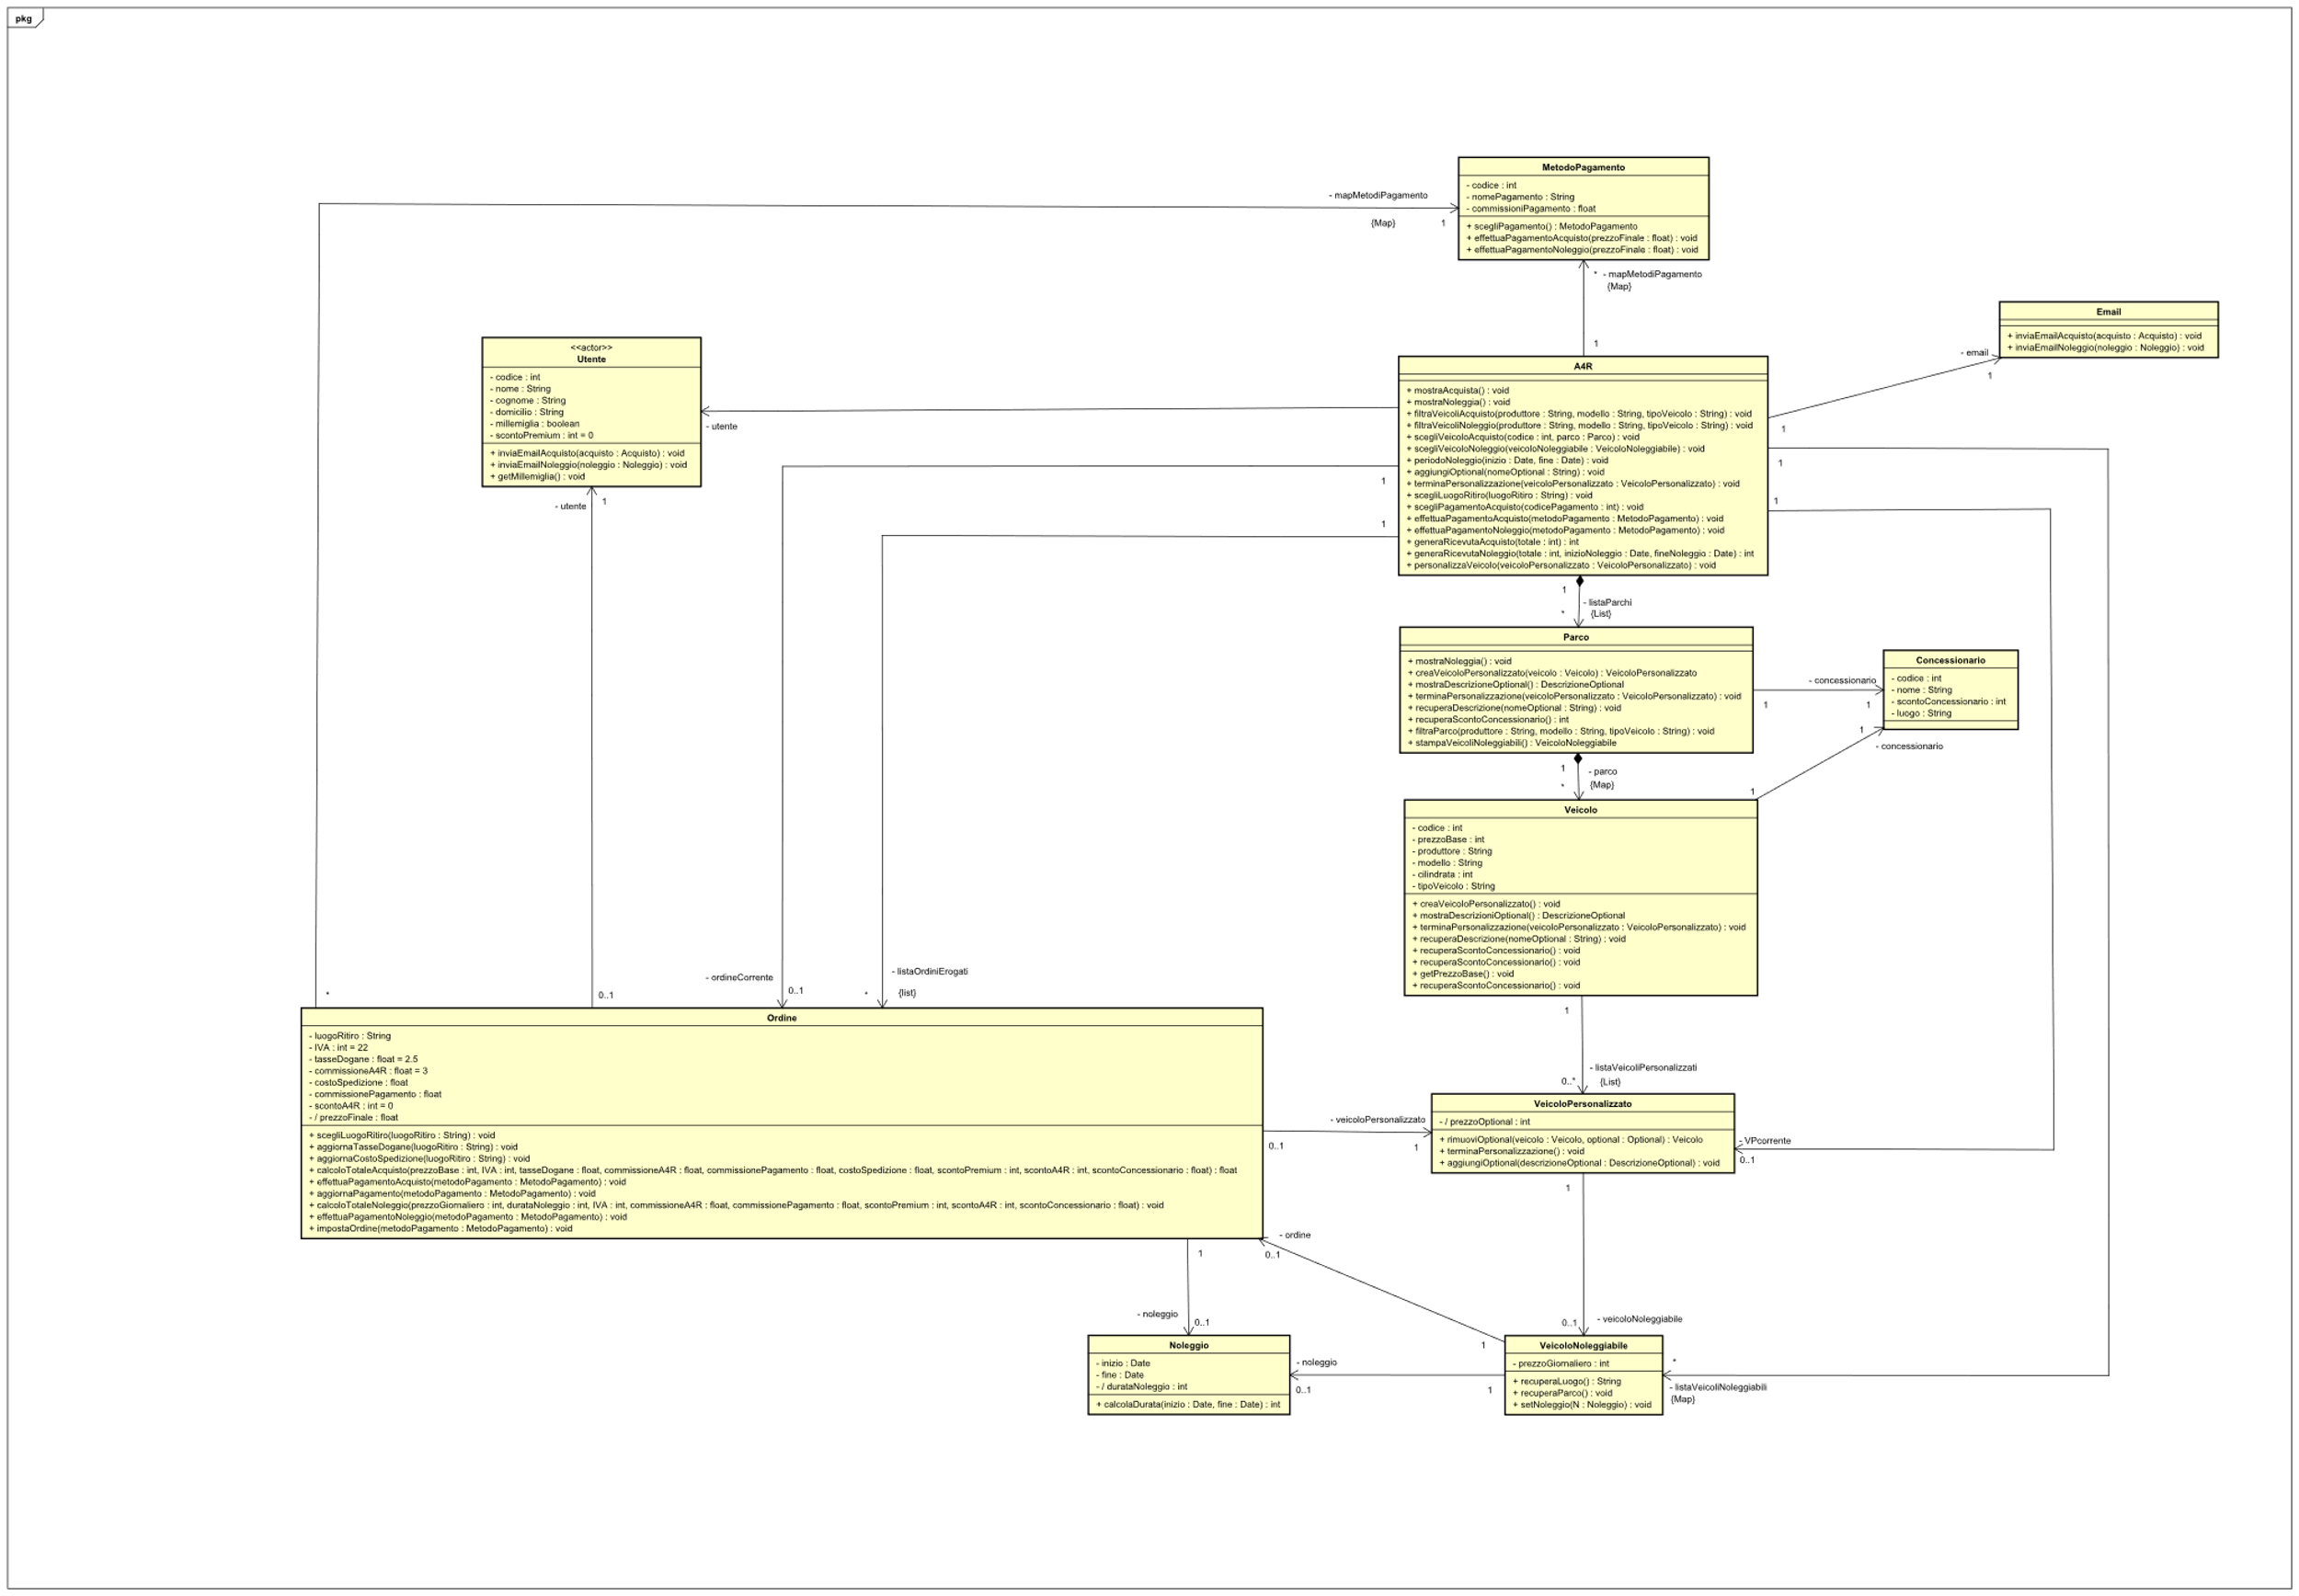 pkg
MetodoPagamento
- codice : int
- nomePagamento : String
- commissioniPagamento : float
+ scegliPagamento() : MetodoPagamento
+ effettuaPagamentoAcquisto(prezzoFinale : float) : void
+ effettuaPagamentoNoleggio(prezzoFinale : float) : void
- mapMetodiPagamento
{Map}
1
* - mapMetodiPagamento
{Map}
1
Email
+ inviaEmailAcquisto(acquisto : Acquisto) : void
+ inviaEmailNoleggio(noleggio : Noleggio) : void
- email
1
1
<<actor>>
Utente
- codice : int
- nome : String
- cognome : String
- domicilio : String
- millemiglia : boolean
- scontoPremium : int = 0
+ inviaEmailAcquisto(acquisto : Acquisto) : void
+ inviaEmailNoleggio(noleggio : Noleggio) : void
+ getMillemiglia() : void
- utente
- utente
1
A4R
+ mostraAcquista() : void
+ mostraNoleggia() : void
+ filtraVeicoliAcquisto(produttore : String, modello : String, tipoVeicolo : String) : void
+ filtraVeicoliNoleggio(produttore : String, modello : String, tipoVeicolo : String) : void
+ scegliVeicoloAcquisto(codice : int, parco : Parco) : void
+ scegliVeicoloNoleggio(veicoloNoleggiabile : VeicoloNoleggiabile) : void
+ periodoNoleggio(inizio : Date, fine : Date) : void
+ aggiungiOptional(nomeOptional : String) : void
+ terminaPersonalizzazione(veicoloPersonalizzato : VeicoloPersonalizzato) : void
+ scegliLuogoRitiro(luogoRitiro : String) : void
+ scegliPagamentoAcquisto(codicePagamento : int) : void
+ effettuaPagamentoAcquisto(metodoPagamento : MetodoPagamento) : void
+ effettuaPagamentoNoleggio(metodoPagamento : MetodoPagamento) : void
+ generaRicevutaAcquisto(totale : int) : int
+ generaRicevutaNoleggio(totale : int, inizioNoleggio : Date, fineNoleggio : Date) : int
+ personalizzaVeicolo(veicoloPersonalizzato : VeicoloPersonalizzato) : void
1
1
1
1
1
- listaParchi
* {List}
Parco
+ mostraNoleggia() : void
+ creaVeicoloPersonalizzato(veicolo : Veicolo) : VeicoloPersonalizzato
+ mostraDescrizioneOptional() : DescrizioneOptional
+ terminaPersonalizzazione(veicoloPersonalizzato : VeicoloPersonalizzato) : void
+ recuperaDescrizione(nomeOptional : String) : void
+ recuperaScontoConcessionario() : int
+ filtraParco(produttore : String, modello : String, tipoVeicolo : String) : void
+ stampaVeicoliNoleggiabili() : VeicoloNoleggiabile
- concessionario
1
1
Concessionario
- codice : int
- nome : String
- scontoConcessionario : int
- luogo : String
1
- concessionario
1
1
- parco
* {Map}
Veicolo
- codice : int
- prezzoBase : int
- produttore : String
- modello : String
- cilindrata : int
- tipoVeicolo : String
+ creaVeicoloPersonalizzato() : void
+ mostraDescrizioniOptional() : DescrizioneOptional
+ terminaPersonalizzazione(veicoloPersonalizzato : VeicoloPersonalizzato) : void
+ recuperaDescrizione(nomeOptional : String) : void
+ recuperaScontoConcessionario() : void
+ recuperaScontoConcessionario() : void
+ getPrezzoBase() : void
+ recuperaScontoConcessionario() : void
1
- listaVeicoliPersonalizzati
0..* {List}
*
0..1
- ordineCorrente
0..1
- listaOrdiniErogati
* {list}
Ordine
- luogoRitiro : String
- IVA : int = 22
- tasseDogane : float = 2.5
- commissioneA4R : float = 3
- costoSpedizione : float
- commissionePagamento : float
- scontoA4R : int = 0
- / prezzoFinale : float
+ scegliLuogoRitiro(luogoRitiro : String) : void
+ aggiornaTasseDogane(luogoRitiro : String) : void
+ aggiornaCostoSpedizione(luogoRitiro : String) : void
+ calcoloTotaleAcquisto(prezzoBase : int, IVA : int, tasseDogane : float, commissioneA4R : float, commissionePagamento : float, costoSpedizione : float, scontoPremium : int, scontoA4R : int, scontoConcessionario : float) : float
+ effettuaPagamentoAcquisto(metodoPagamento : MetodoPagamento) : void
+ aggiornaPagamento(metodoPagamento : MetodoPagamento) : void
+ calcoloTotaleNoleggio(prezzoGiornaliero : int, durataNoleggio : int, IVA : int, commissioneA4R : float, commissionePagamento : float, scontoPremium : int, scontoA4R : int, scontoConcessionario : float) : void
+ effettuaPagamentoNoleggio(metodoPagamento : MetodoPagamento) : void
+ impostaOrdine(metodoPagamento : MetodoPagamento) : void
- veicoloPersonalizzato
0..1
1
VeicoloPersonalizzato
- / prezzoOptional : int
+ rimuoviOptional(veicolo : Veicolo, optional : Optional) : Veicolo
+ terminaPersonalizzazione() : void
+ aggiungiOptional(descrizioneOptional : DescrizioneOptional) : void
- VPcorrente
0..1
1
- ordine
0..1
1
- noleggio
0..1
0..1
- veicoloNoleggiabile
1
Noleggio
- inizio : Date
- fine : Date
- / durataNoleggio : int
+ calcolaDurata(inizio : Date, fine : Date) : int
- noleggio
0..1
1
VeicoloNoleggiabile
- prezzoGiornaliero : int
+ recuperaLuogo() : String
+ recuperaParco() : void
+ setNoleggio(N : Noleggio) : void
*
- listaVeicoliNoleggiabili
{Map}